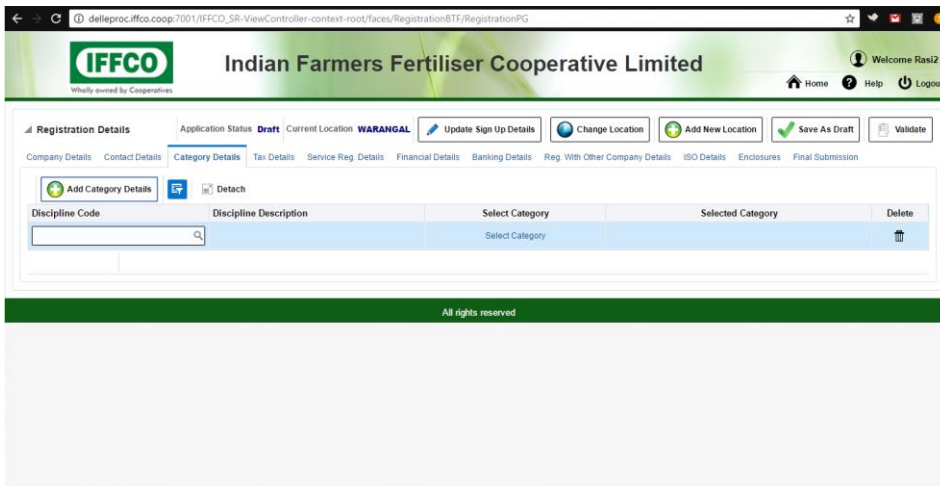 delleproc.iffco.coop:7001/IFFCO_SR-ViewController-context-root/faces/RegistrationBTF/RegistrationPG
IFFCO
Wholly owned by Cooperatives
Indian Farmers Fertiliser Cooperative Limited
Welcome Rasi2
Home Help Logou
Registration Details Application Status Draft Current Location WARANGAL Update Sign Up Details Change Location Add New Location Save As Draft Validate
Company Details Contact Details Category Details Tax Details Service Reg. Details Financial Details Banking Details Reg. With Other Company Details ISO Details Enclosures Final Submission
Add Category Details Detach
Discipline Code Discipline Description Select Category Selected Category Delete
Select Category
All rights reserved